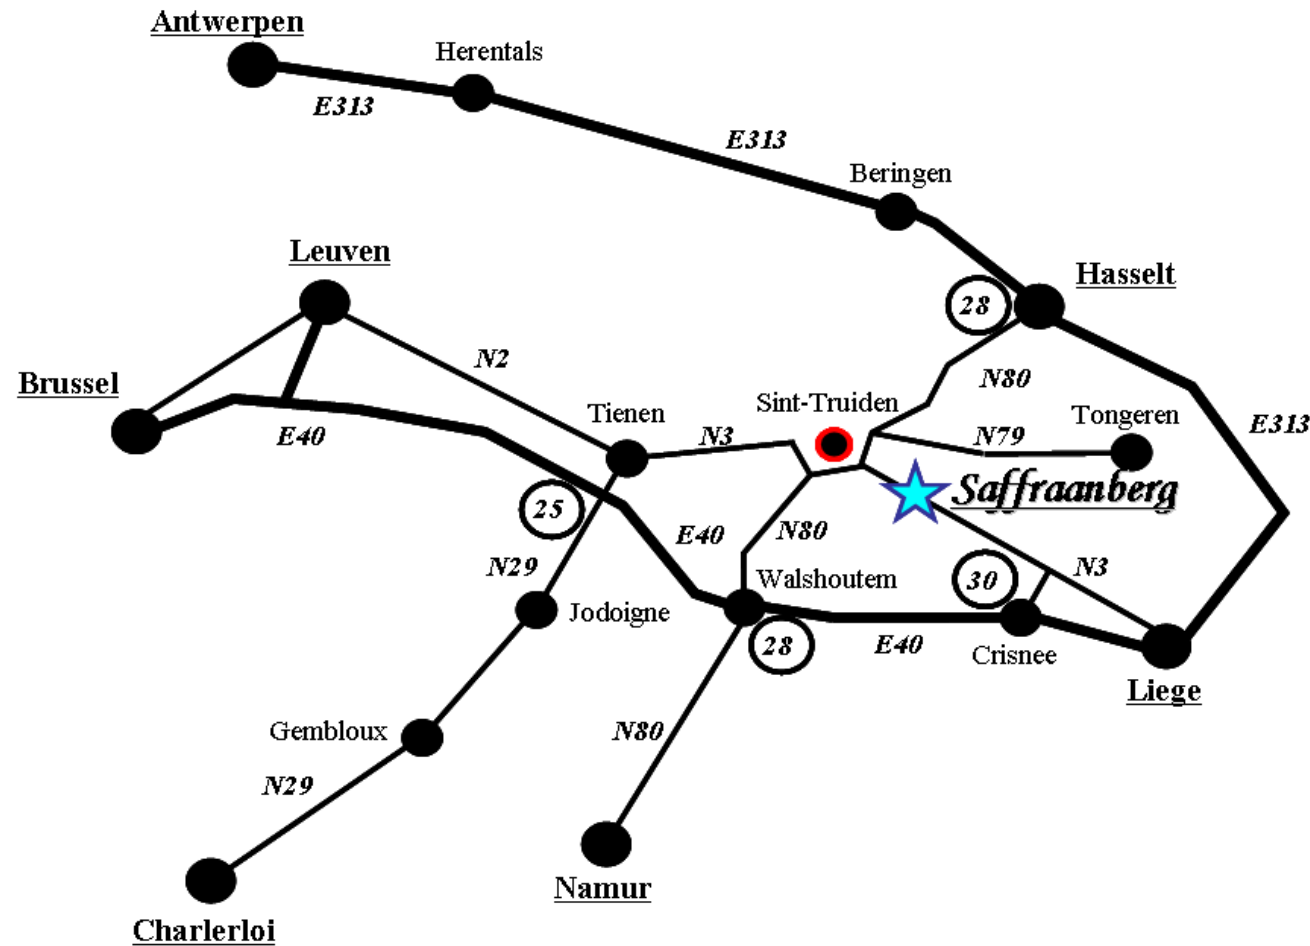 Antwerpen
Herentals
E313
E313
Beringen
Leuven
Hasselt
28
N2
N80
Brussel
Sint-Truiden
Tienen
Tongeren
E40
N3
N79
E313
Saffraanberg
25
E40
N80
N29
Walshoutem
30
N3
Jodoigne
28
E40
Crisnee
Liege
Gembloux
N80
N29
Namur
Charlerloi